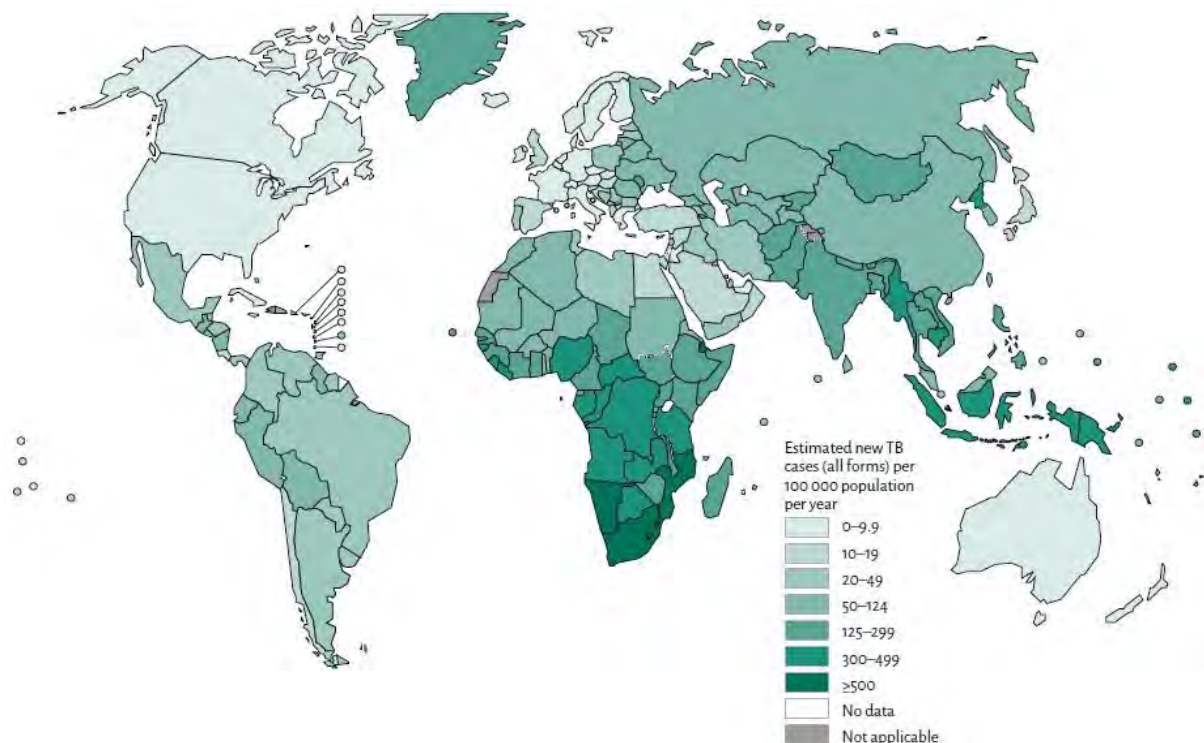 Estimated new TB
cases (all forms) per
100 000 population
per year
0–9.9
10–19
20–49
50–124
125–299
300–499
≥500
No data
Not applicable